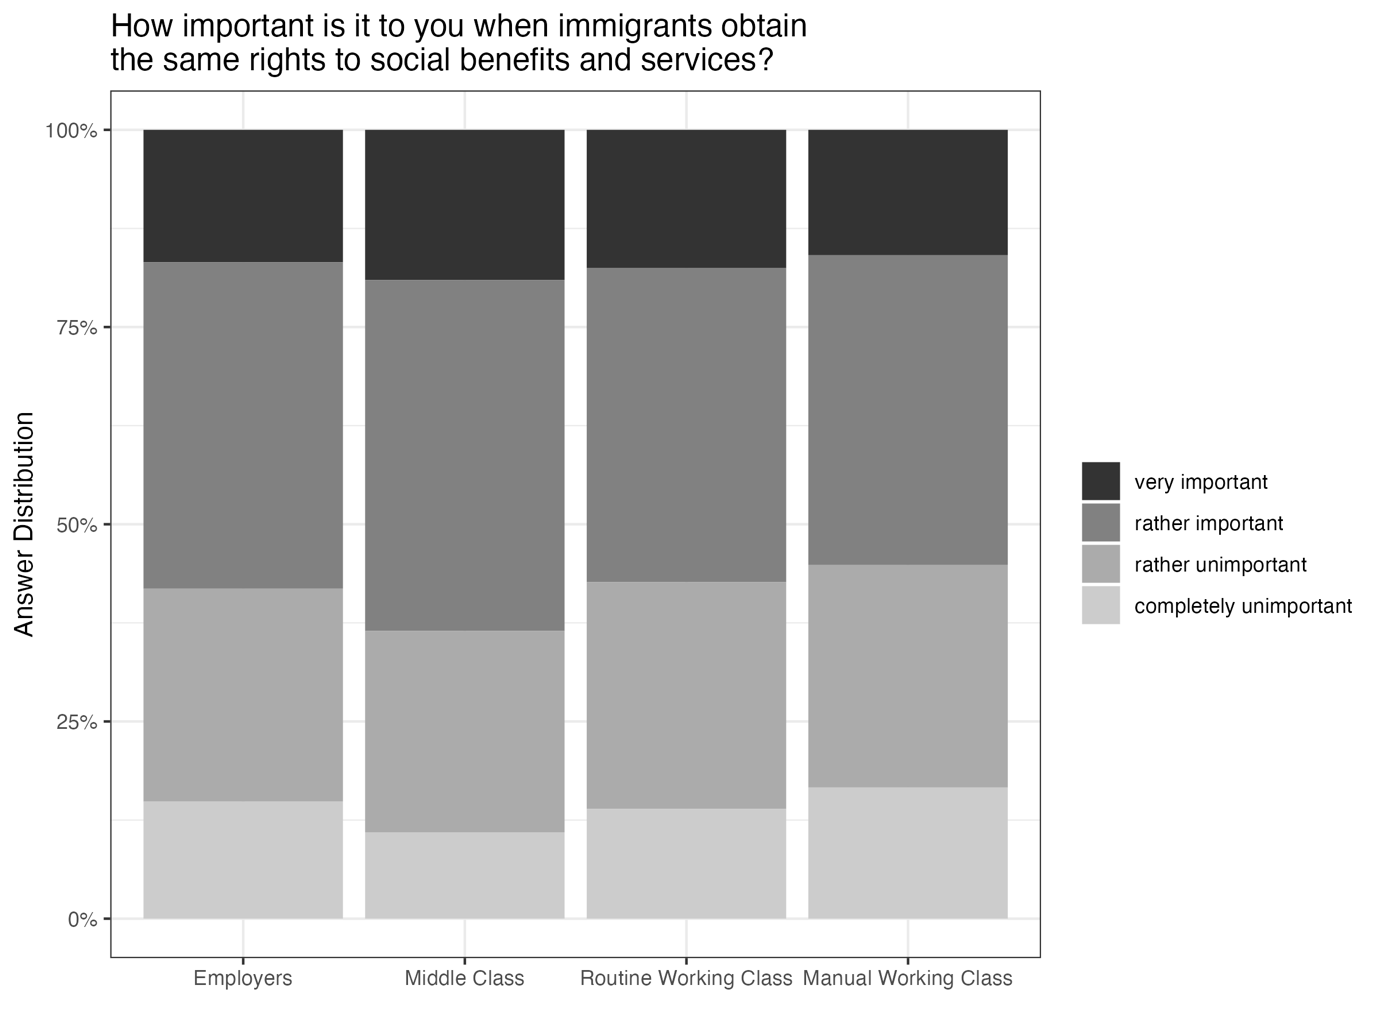 How important is it to you when immigrants obtain
the same rights to social benefits and services?
100%
75%
50%
25%
0%
Answer Distribution
Employers
Middle Class
Routine Working Class
Manual Working Class
very important
rather important
rather unimportant
completely unimportant